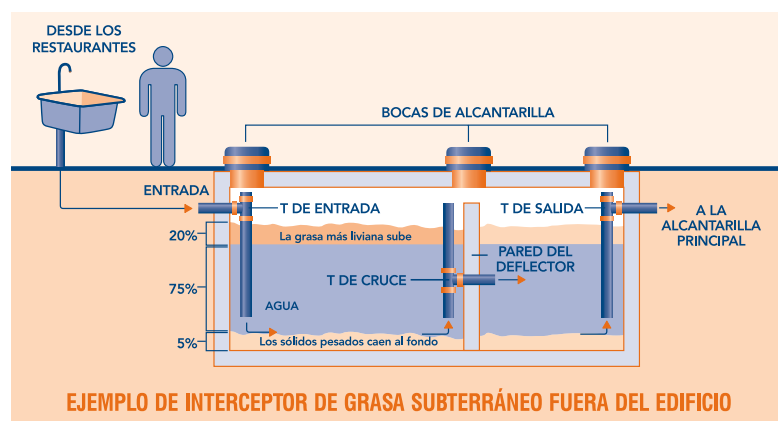 DESDE LOS
RESTAURANTES
BOCAS DE ALCANTARILLA
ENTRADA
T DE ENTRADA
T DE SALIDA
A LA
ALCANTARILLA
PRINCIPAL
20%
La grasa más liviana sube
PARED DEL
DEFLECTOR
T DE CRUCE
75%
AGUA
5%
Los sólidos pesados caen al fondo
EJEMPLO DE INTERCEPTOR DE GRASA SUBTERRÁNEO FUERA DEL EDIFICIO